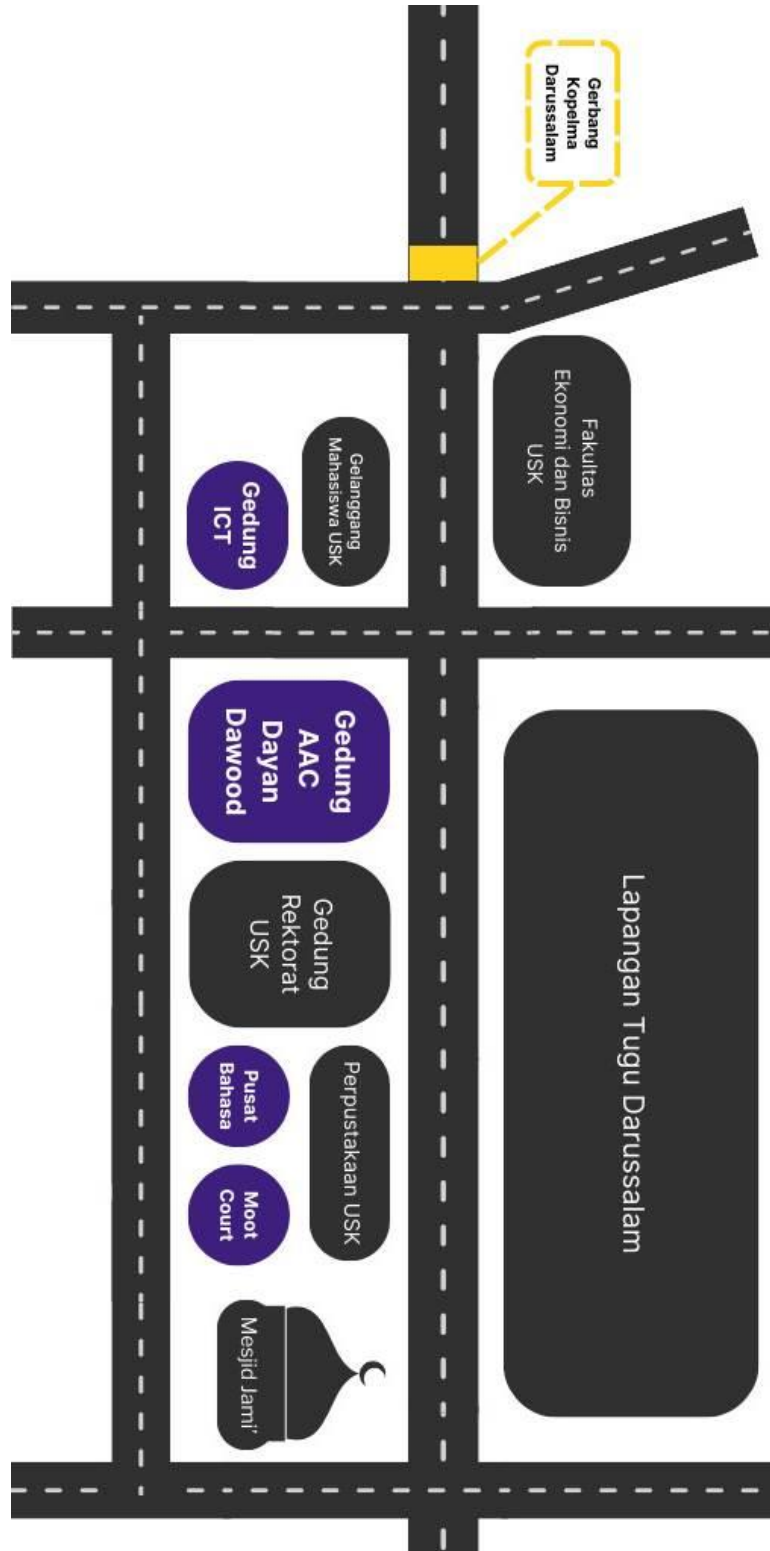 Gerbang
Kopelma
Darussalam
Fakultas
Ekonomi dan Bisnis
USK
Gelanggang
Mahasiswa USK
Gedung
ICT
Gedung
AAC
Dayan
Dawood
Gedung
Rektorat
USK
Lapangan Tugu Darussalam
Perpustakaan USK
Pusat
Bahasa
Moot
Court
Mesjid Jami'